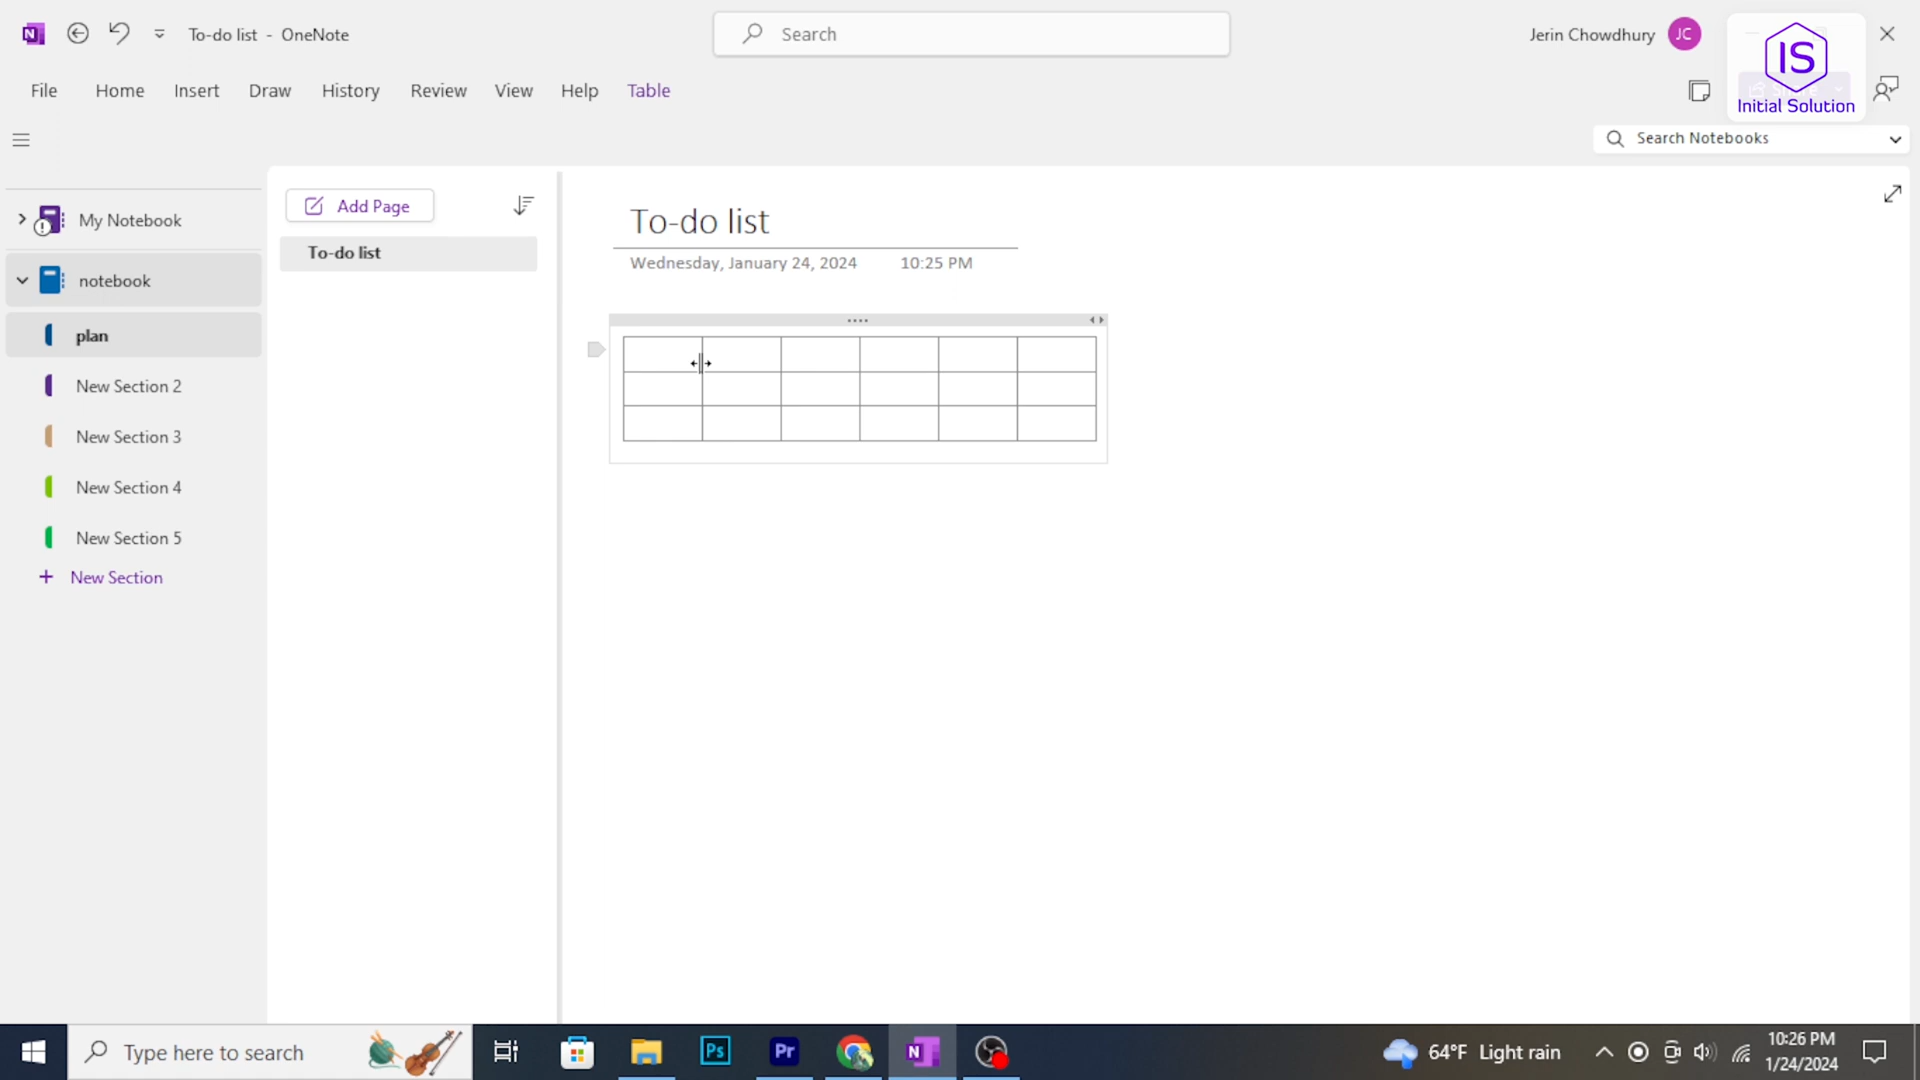 To-do list - OneNote
Search
Jerin Chowdhury
JC
IS
Initial Solution
File
Home
Insert
Draw
History
Review
View
Help
Table
Search Notebooks
My Notebook
notebook
plan
New Section 2
New Section 3
New Section 4
New Section 5
New Section
Add Page
To-do list
To-do list
Wednesday, January 24, 2024
10:25 PM
Type here to search
Ps
Pr
N
64°F Light rain
10:26 PM
1/24/2024